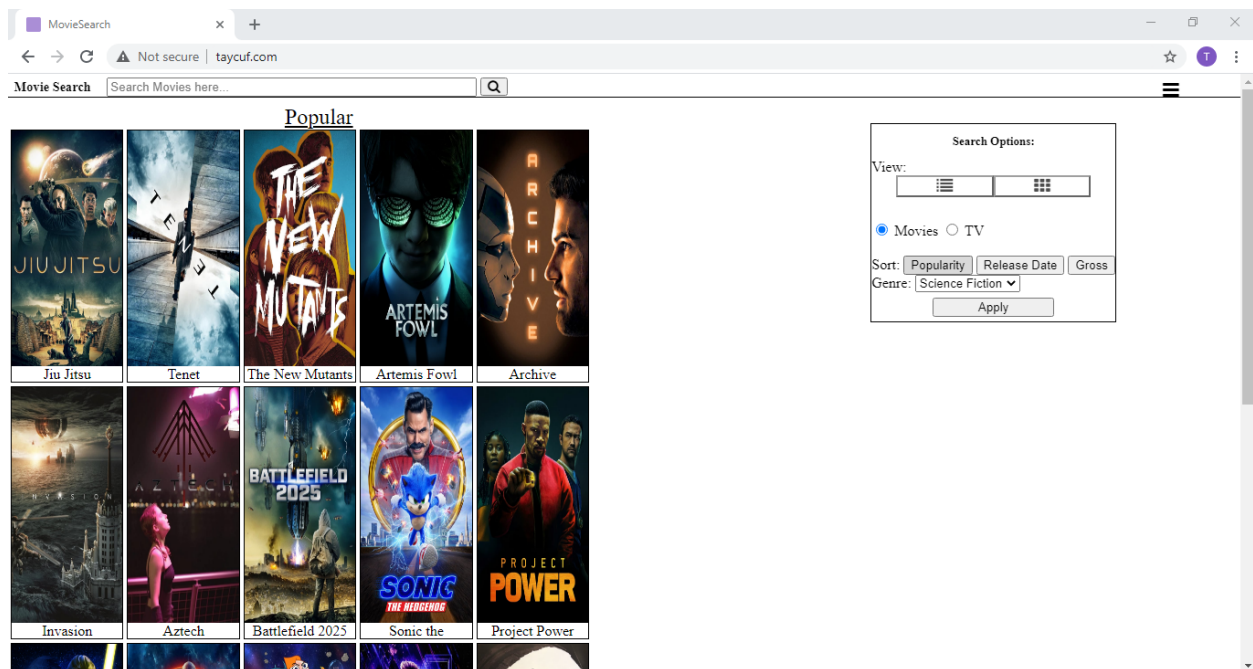 MovieSearch
Not secure | taycuf.com
T
Movie Search Search Movies here...
Popular
Search Options:
View:
Movies TV
Sort: Popularity Release Date Gross
Genre: Science Fiction
Apply
JIU JITSU
TENET
THE NEW MUTANTS
ARTEMIS FOWL
ARCHIVE
Jiu Jitsu Tenet The New Mutants Artemis Fowl Archive
INVASION
AZTECH
BATTLEFIELD 2025
SONIC THE HEDGEHOG
PROJECT POWER
Invasion Aztech Battlefield 2025 Sonic the Project Power